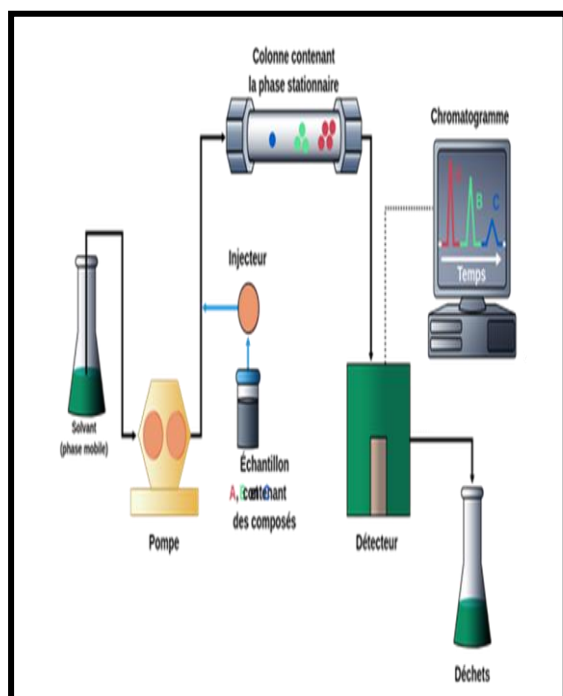 Colonne contenant
la phase stationnaire
Chromatogramme
A
B
C
Temps
Injecteur
Solvant
(phase mobile)
Pompe
Échantillon
des composés
Détecteur
Déchets